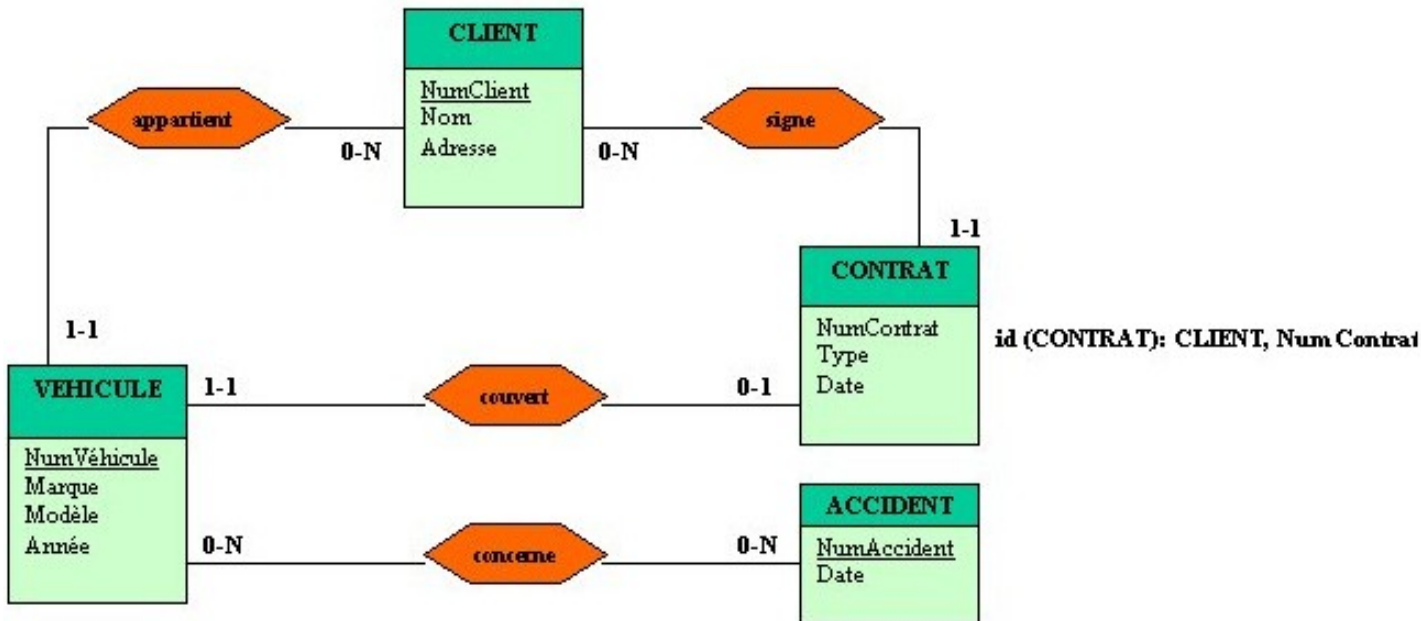 CLIENT
NumClient
Nom
Adresse
appartient
0-N
0-N
signe
1-1
CONTRAT
NumContrat
Type
Date
id (CONTRAT): CLIENT, Num Contrat
1-1
VEHICULE
NumVéhicule
Marque
Modèle
Année
1-1
couvert
0-1
0-N
concerne
0-N
ACCIDENT
NumAccident
Date